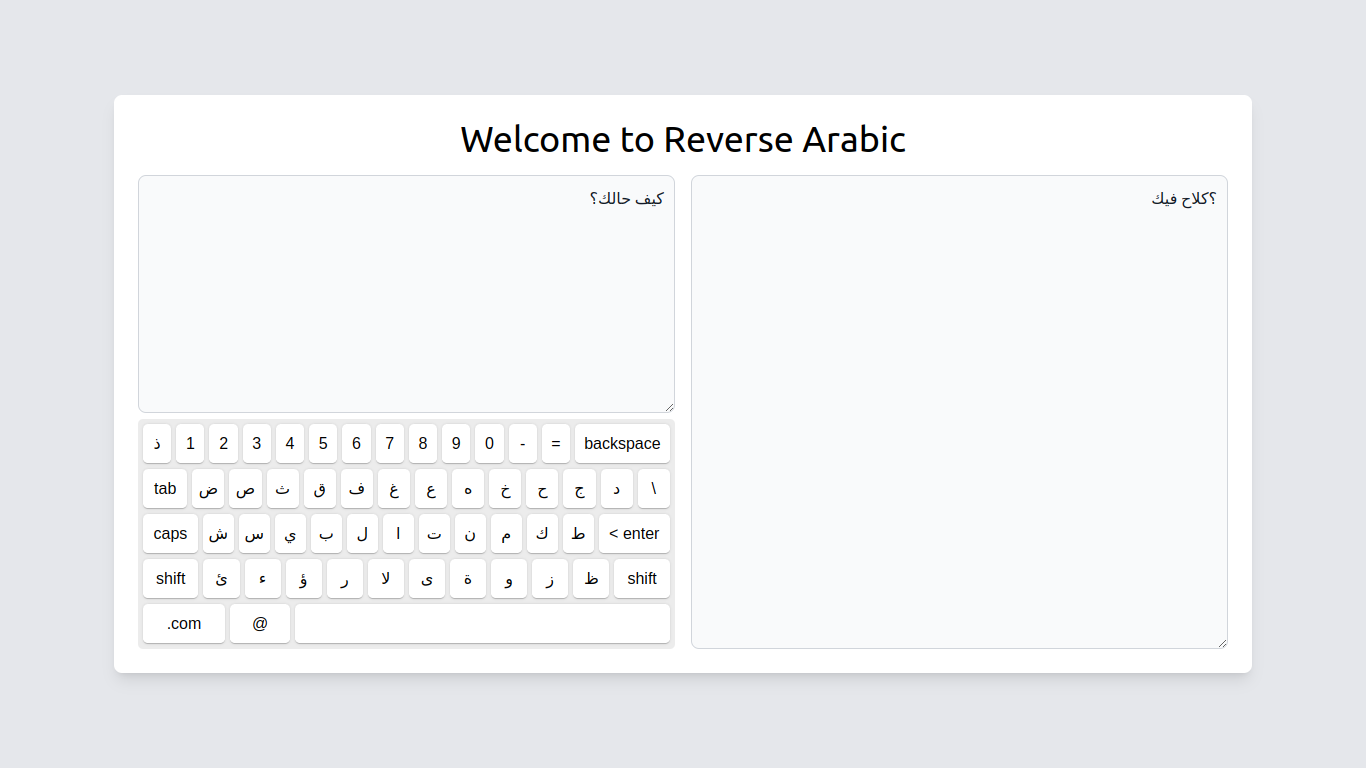 Welcome to Reverse Arabic
كيف حالك؟
؟كلاح فيك
ذ 1 2 3 4 5 6 7 8 9 0 - = backspace
tab ض ص ث ق ف غ ع ه خ ح ج د \
caps ش س ي ب ل ا ت ن م ك ط < enter
shift ئ ء ؤ ر لا ى ة و ز ظ shift
.com @